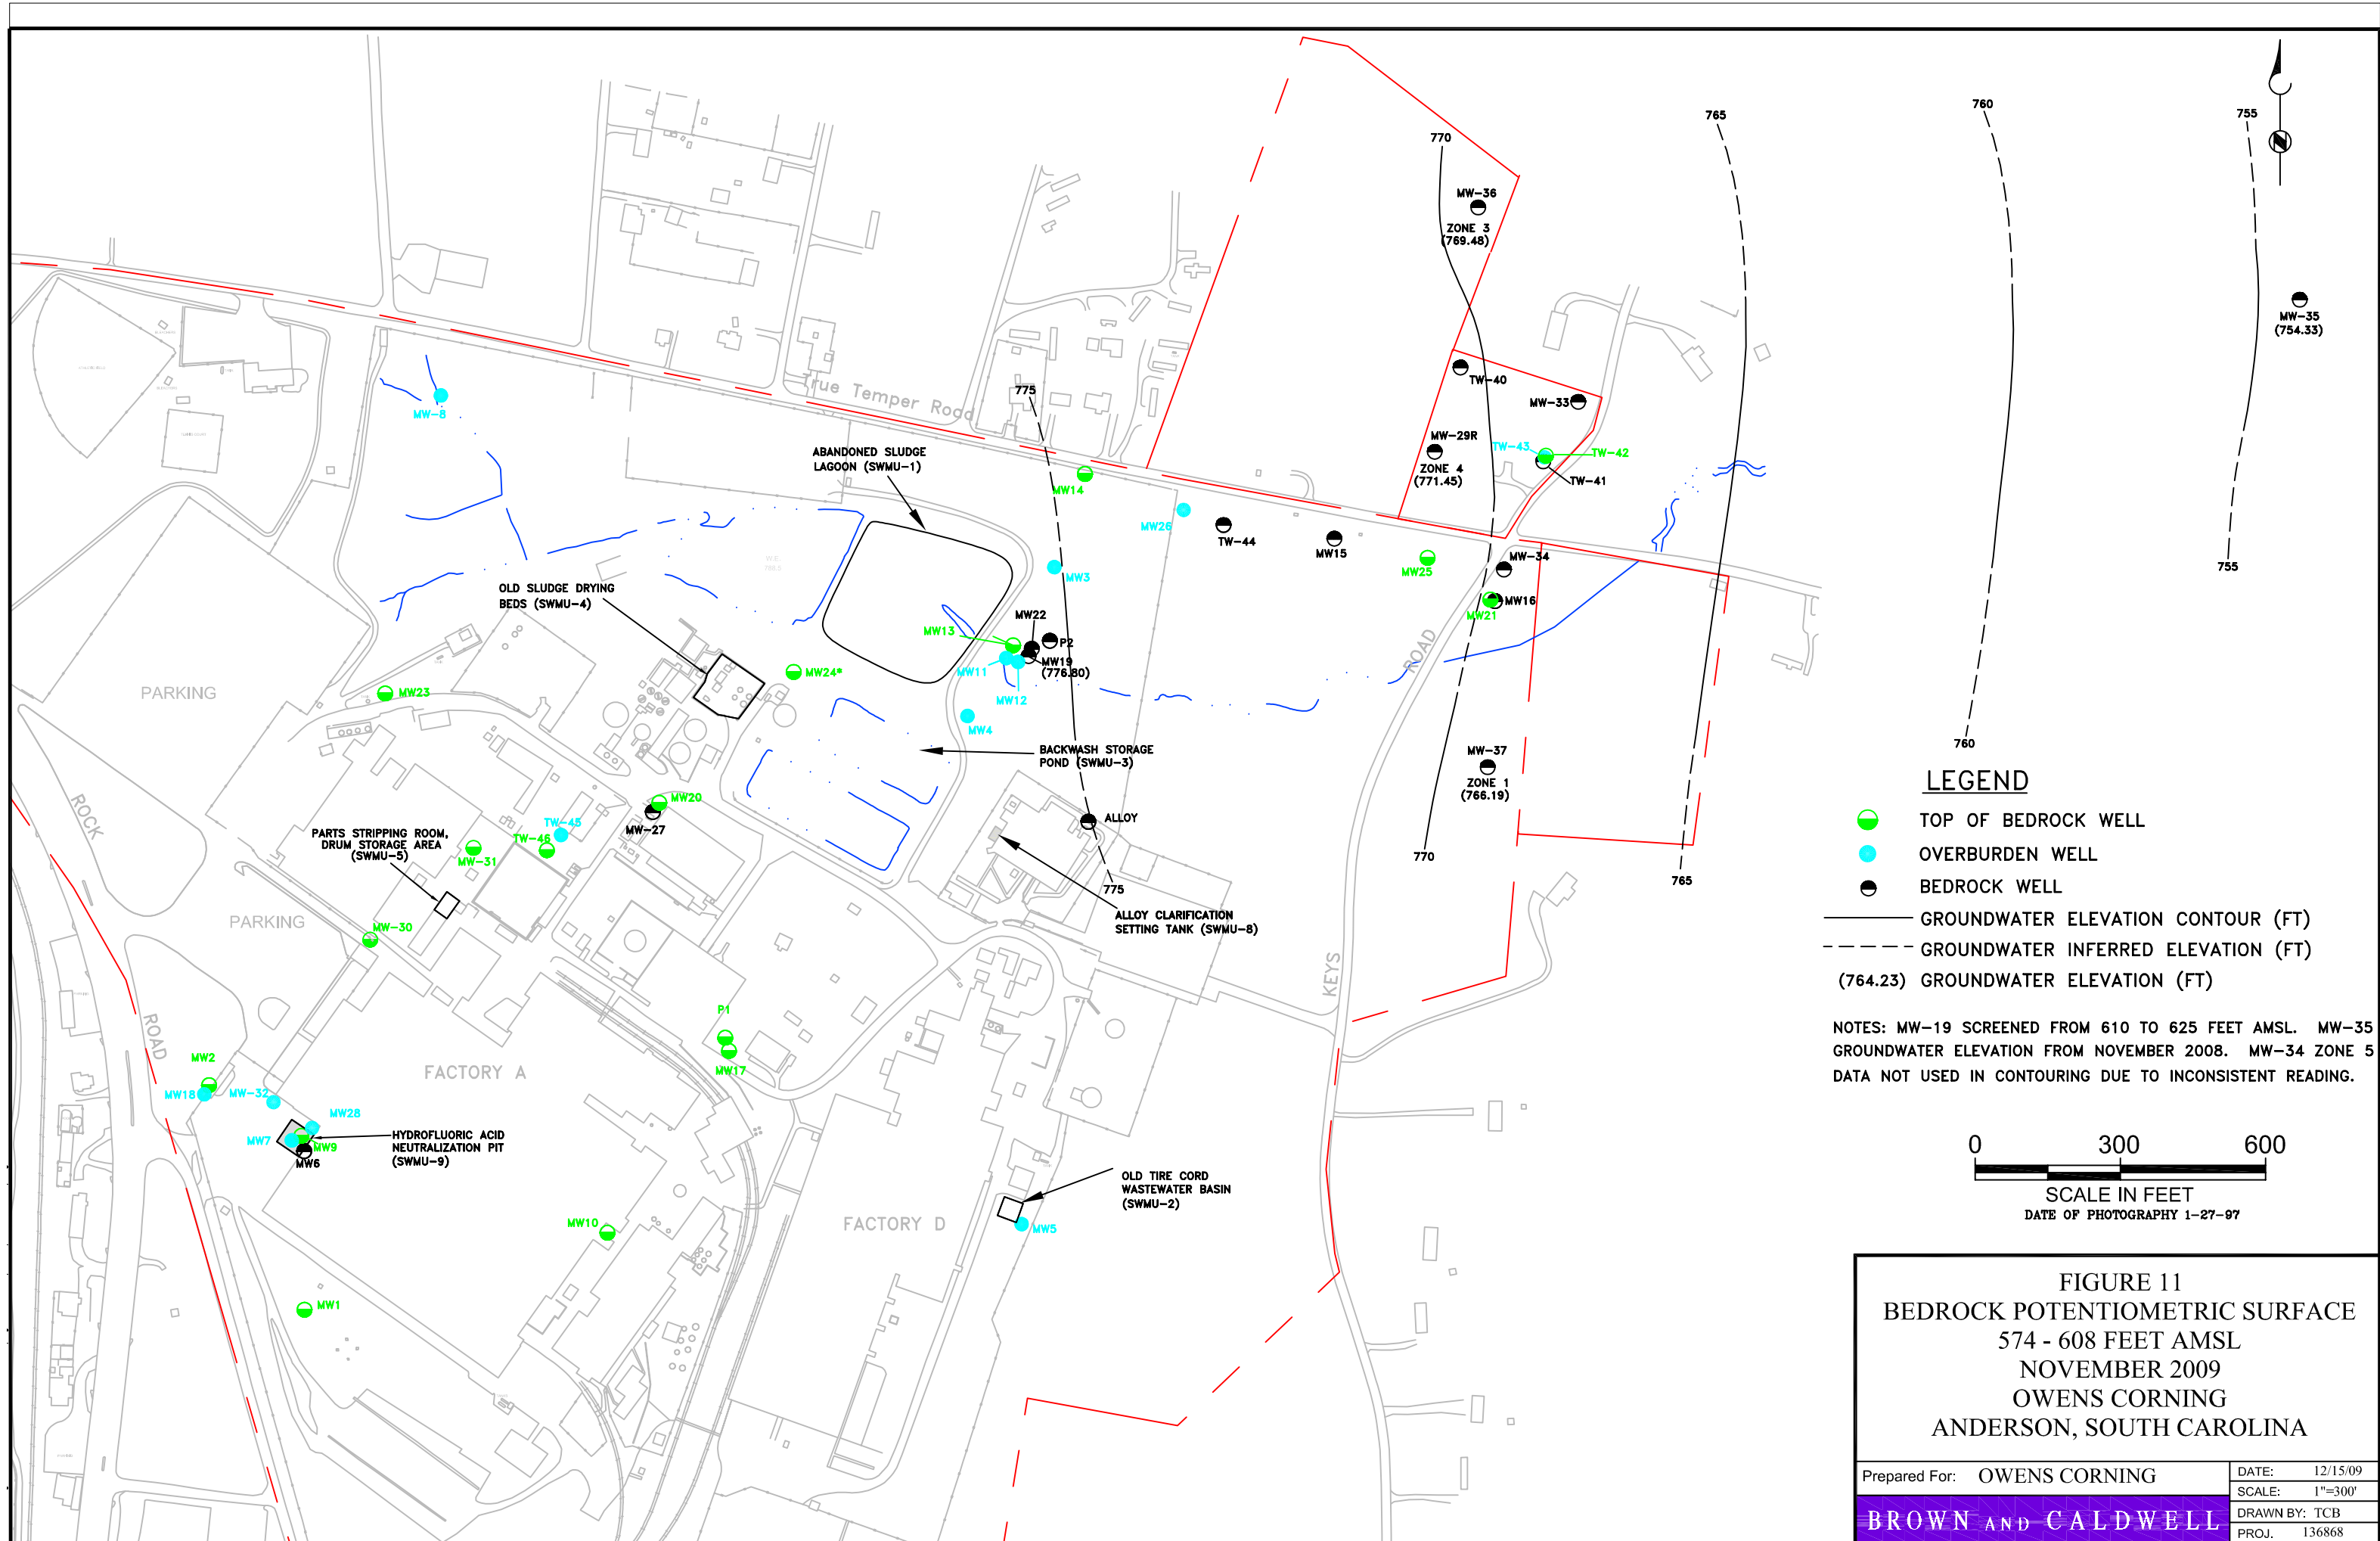 765
760
755
770
MW-36
ZONE 3
(769.48)
MW-35
(754.33)
TW-40
MW-33
775
True Temper Road
MW-8
MW-29R
ZONE 4
(771.45)
TW-43
TW-42
TW-41
ABANDONED SLUDGE
LAGOON (SWMU-1)
MW14
MW26
TW-44
MW15
MW25
MW-34
MW21
MW16
755
MW3
OLD SLUDGE DRYING
BEDS (SWMU-4)
MW22
MW13
P2
MW19
(776.80)
MW11
MW12
MW24*
MW23
PARKING
MW4
ROAD
BACKWASH STORAGE
POND (SWMU-3)
MW-37
ZONE 1
(766.19)
760
ROCK
MW20
MW-27
TW-45
TW-46
MW-31
PARTS STRIPPING ROOM,
DRUM STORAGE AREA
(SWMU-5)
ALLOY
770
765
775
PARKING
MW-30
ALLOY CLARIFICATION
SETTING TANK (SWMU-8)
KEYS
ROAD
P1
MW17
FACTORY A
MW2
MW18
MW-32
MW28
MW7
MW9
MW6
HYDROFLUORIC ACID
NEUTRALIZATION PIT
(SWMU-9)
OLD TIRE CORD
WASTEWATER BASIN
(SWMU-2)
MW5
FACTORY D
MW10
MW1
LEGEND
TOP OF BEDROCK WELL
OVERBURDEN WELL
BEDROCK WELL
GROUNDWATER ELEVATION CONTOUR (FT)
GROUNDWATER INFERRED ELEVATION (FT)
(764.23) GROUNDWATER ELEVATION (FT)
NOTES: MW-19 SCREENED FROM 610 TO 625 FEET AMSL. MW-35
GROUNDWATER ELEVATION FROM NOVEMBER 2008. MW-34 ZONE 5
DATA NOT USED IN CONTOURING DUE TO INCONSISTENT READING.
0 300 600
SCALE IN FEET
DATE OF PHOTOGRAPHY 1-27-97
FIGURE 11
BEDROCK POTENTIOMETRIC SURFACE
574 - 608 FEET AMSL
NOVEMBER 2009
OWENS CORNING
ANDERSON, SOUTH CAROLINA
Prepared For: OWENS CORNING
DATE: 12/15/09
SCALE: 1"=300'
DRAWN BY: TCB
PROJ. 136868
BROWN AND CALDWELL